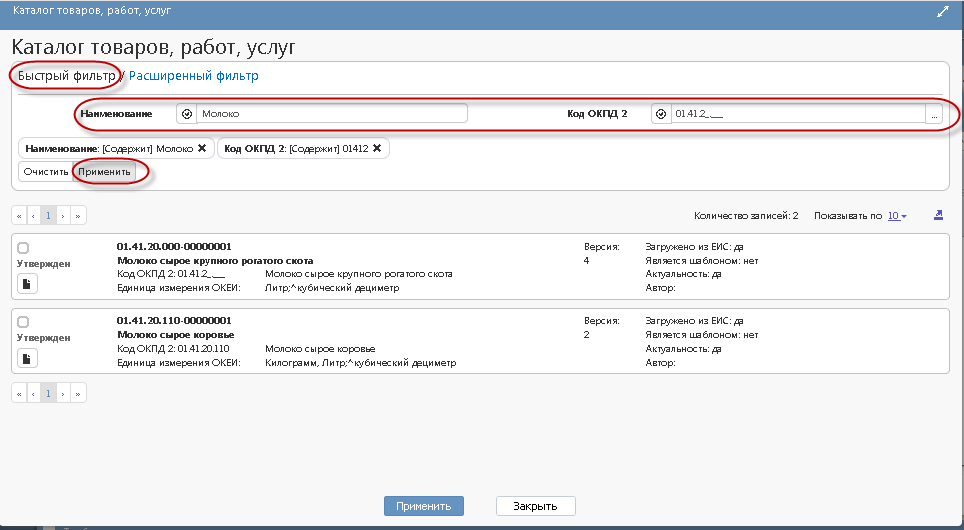 Каталог товаров, работ, услуг
Каталог товаров, работ, услуг
Быстрый фильтр / Расширенный фильтр
Наименование Молоко Код ОКПД 2 01.41.2_.___ ...
Наименование: [Содержит] Молоко ✕ Код ОКПД 2: [Содержит] 01412 ✕
Очистить Применить
« ‹ 1 › » Количество записей: 2 Показывать по 10
01.41.20.000-00000001 Версия: Загружено из ЕИС: да
Утвержден Молоко сырое крупного рогатого скота 4 Является шаблоном: нет
Код ОКПД 2: 01.41.2_.___ Молоко сырое крупного рогатого скота Актуальность: да
Единица измерения ОКЕИ: Литр;^кубический дециметр Автор:
01.41.20.110-00000001 Версия: Загружено из ЕИС: да
Утвержден Молоко сырое коровье 2 Является шаблоном: нет
Код ОКПД 2: 01.41.20.110 Молоко сырое коровье Актуальность: да
Единица измерения ОКЕИ: Килограмм, Литр;^кубический дециметр Автор:
« ‹ 1 › »
Применить Закрыть